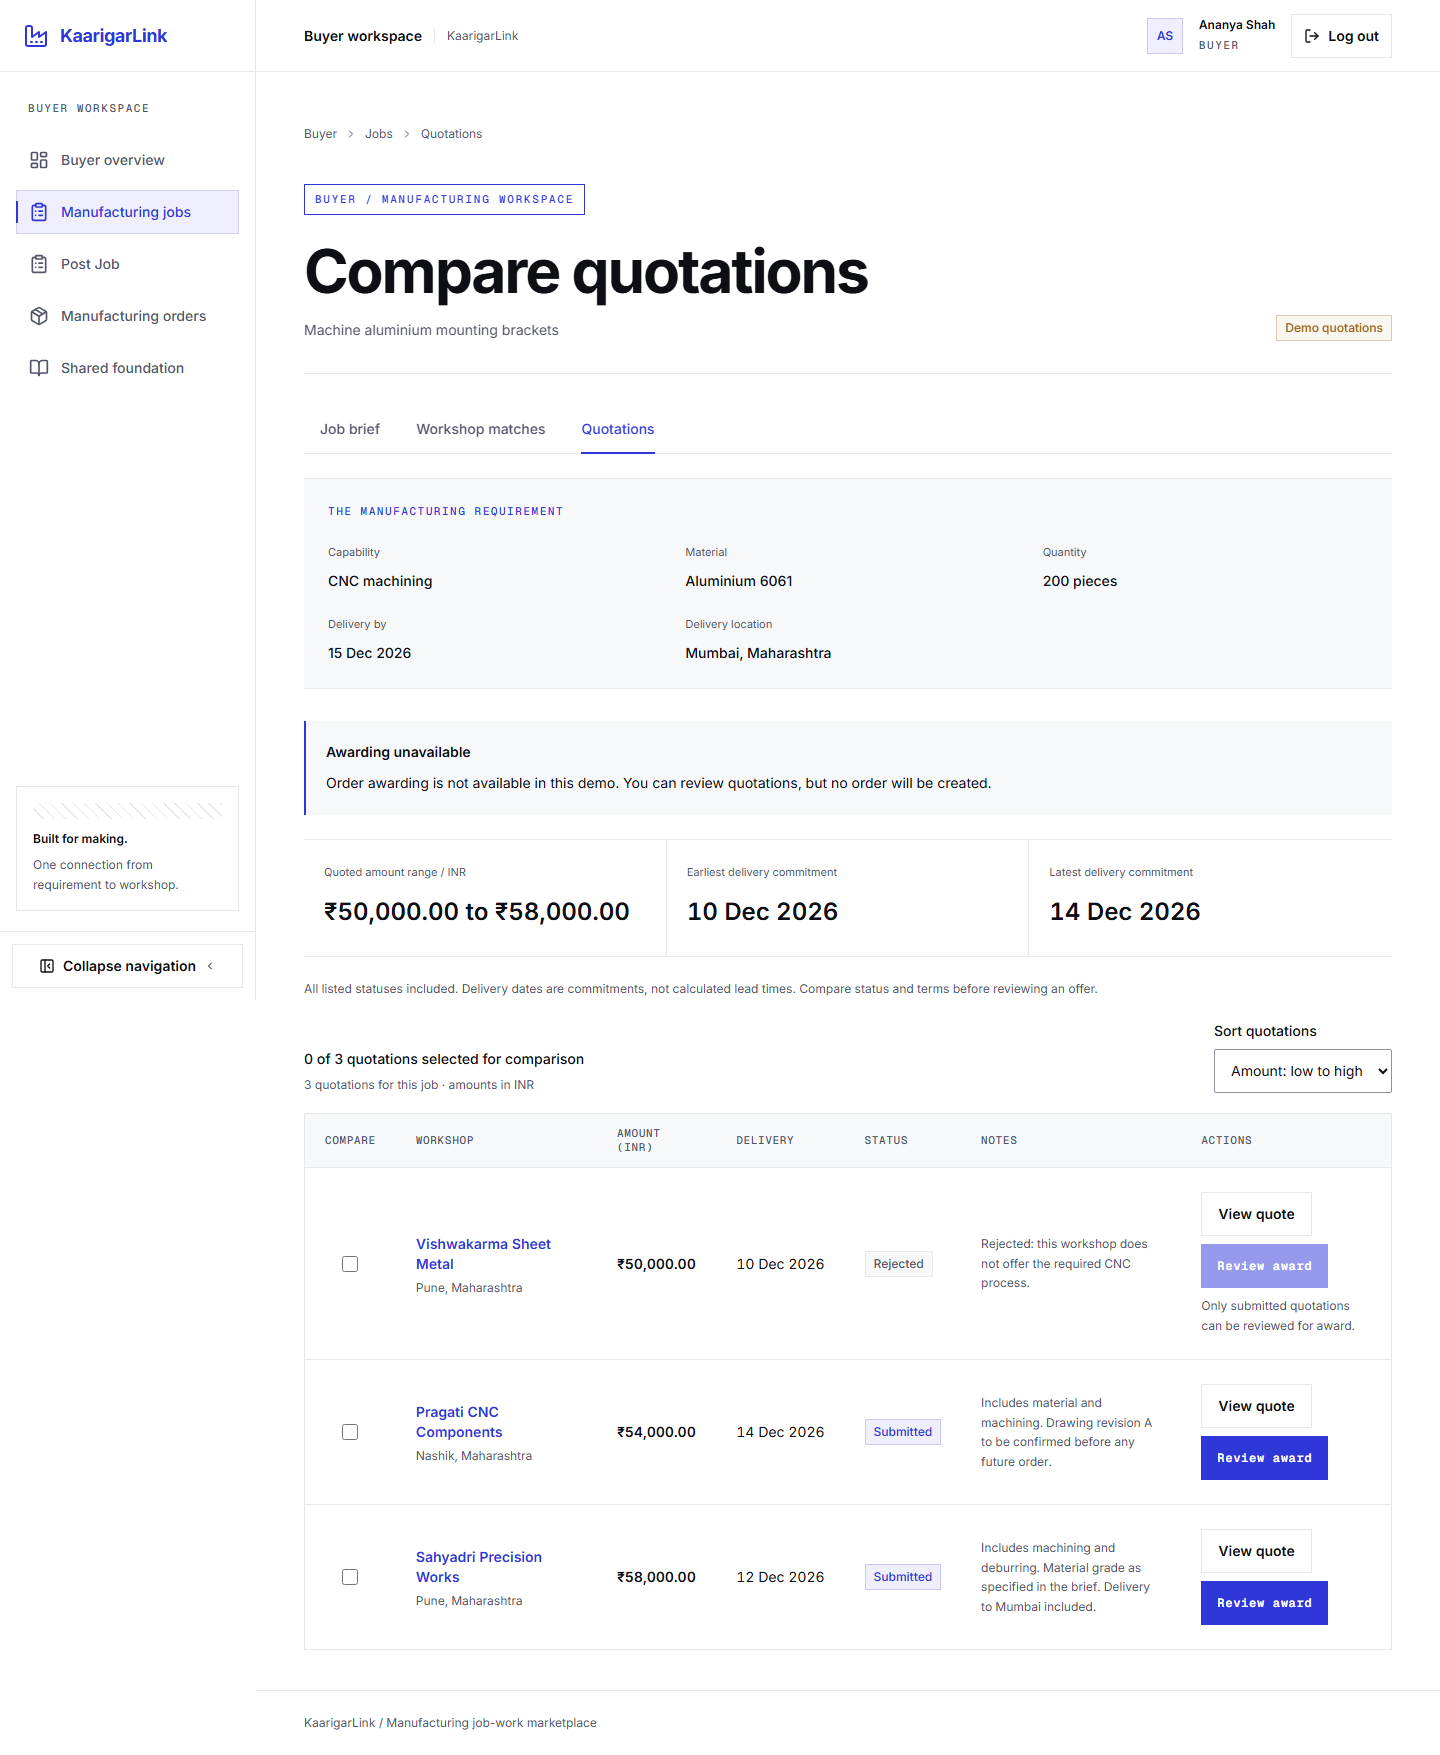 KaarigarLink
Buyer workspace
KaarigarLink
AS
Ananya Shah
BUYER
Log out
BUYER WORKSPACE
Buyer overview
Manufacturing jobs
Post Job
Manufacturing orders
Shared foundation
Built for making.
One connection from
requirement to workshop.
Collapse navigation
Buyer > Jobs > Quotations
BUYER / MANUFACTURING WORKSPACE
Compare quotations
Machine aluminium mounting brackets
Demo quotations
Job brief
Workshop matches
Quotations
THE MANUFACTURING REQUIREMENT
Capability
CNC machining
Material
Aluminium 6061
Quantity
200 pieces
Delivery by
15 Dec 2026
Delivery location
Mumbai, Maharashtra
Awarding unavailable
Order awarding is not available in this demo. You can review quotations, but no order will be created.
Quoted amount range / INR
₹50,000.00 to ₹58,000.00
Earliest delivery commitment
10 Dec 2026
Latest delivery commitment
14 Dec 2026
All listed statuses included. Delivery dates are commitments, not calculated lead times. Compare status and terms before reviewing an offer.
0 of 3 quotations selected for comparison
3 quotations for this job · amounts in INR
Sort quotations
Amount: low to high
COMPARE
WORKSHOP
AMOUNT
(INR)
DELIVERY
STATUS
NOTES
ACTIONS
Vishwakarma Sheet
Metal
Pune, Maharashtra
₹50,000.00
10 Dec 2026
Rejected
Rejected: this workshop does
not offer the required CNC
process.
View quote
Review award
Only submitted quotations
can be reviewed for award.
Pragati CNC
Components
Nashik, Maharashtra
₹54,000.00
14 Dec 2026
Submitted
Includes material and
machining. Drawing revision A
to be confirmed before any
future order.
View quote
Review award
Sahyadri Precision
Works
Pune, Maharashtra
₹58,000.00
12 Dec 2026
Submitted
Includes machining and
deburring. Material grade as
specified in the brief. Delivery
to Mumbai included.
View quote
Review award
KaarigarLink / Manufacturing job-work marketplace